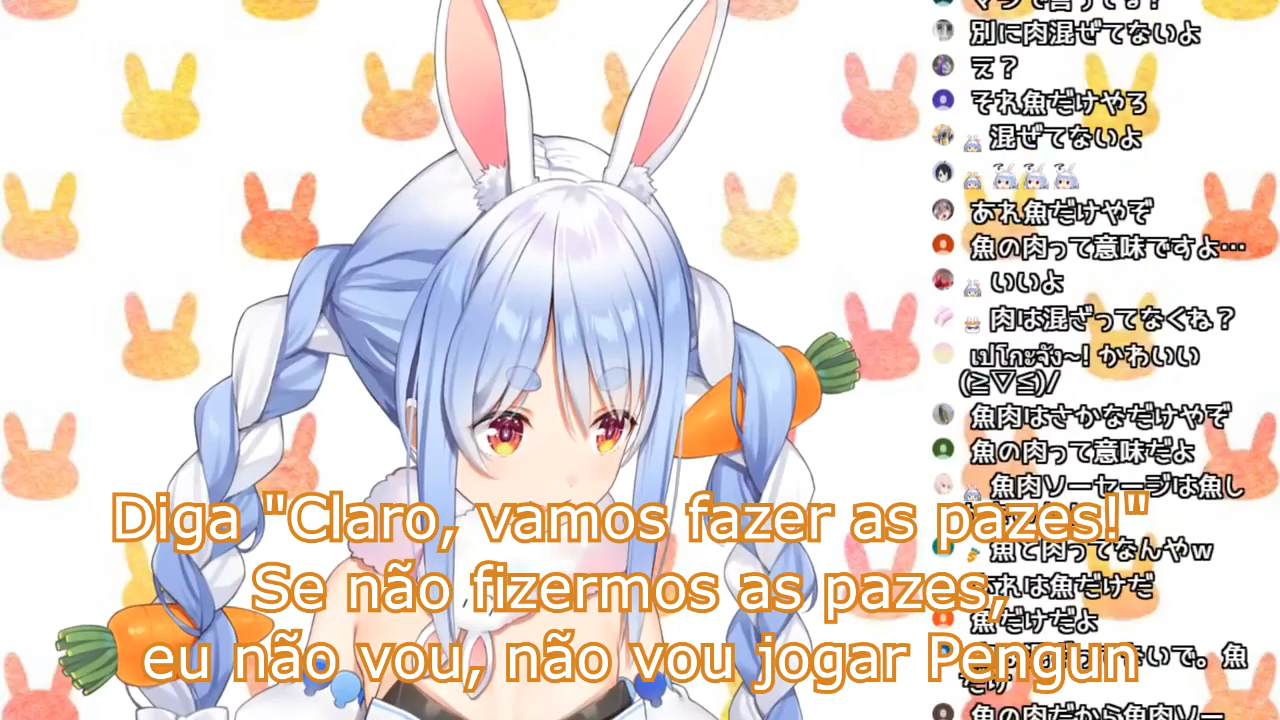 別に肉混ぜてないよ
え？
それ魚だけやろ
混ぜてないよ
あれ魚だけやぞ
魚の肉って意味ですよ…
いいよ
肉は混ざってなくね？
かわいい
(≧▽≦)/
魚肉はさかなだけやぞ
魚の肉って意味だよ
魚肉ソーセージは魚し
魚と肉ってなんやw
れは魚だけだ
魚だけだよ
いで。魚
だけ
魚の肉だから魚肉ソー
Diga "Claro, vamos fazer as pazes!"
Se não fizermos as pazes,
eu não vou, não vou jogar Pengun